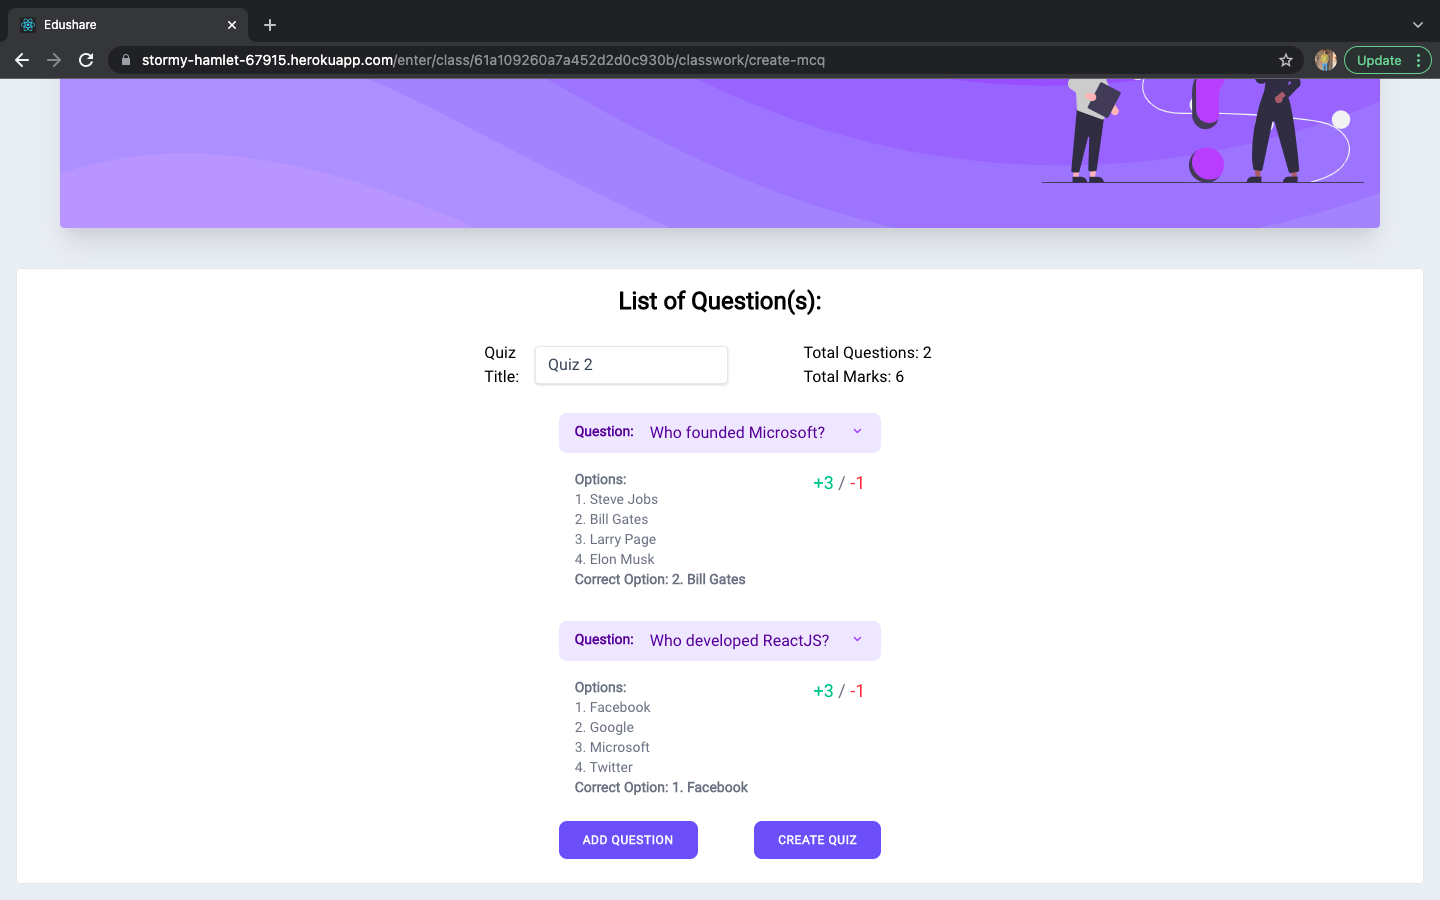 Edushare
stormy-hamlet-67915.herokuapp.com/enter/class/61a109260a7a452d2d0c930b/classwork/create-mcq
Update
List of Question(s):
Quiz Title:
Quiz 2
Total Questions: 2
Total Marks: 6
Question: Who founded Microsoft?
Options:
+3 / -1
1. Steve Jobs
2. Bill Gates
3. Larry Page
4. Elon Musk
Correct Option: 2. Bill Gates
Question: Who developed ReactJS?
Options:
+3 / -1
1. Facebook
2. Google
3. Microsoft
4. Twitter
Correct Option: 1. Facebook
ADD QUESTION
CREATE QUIZ